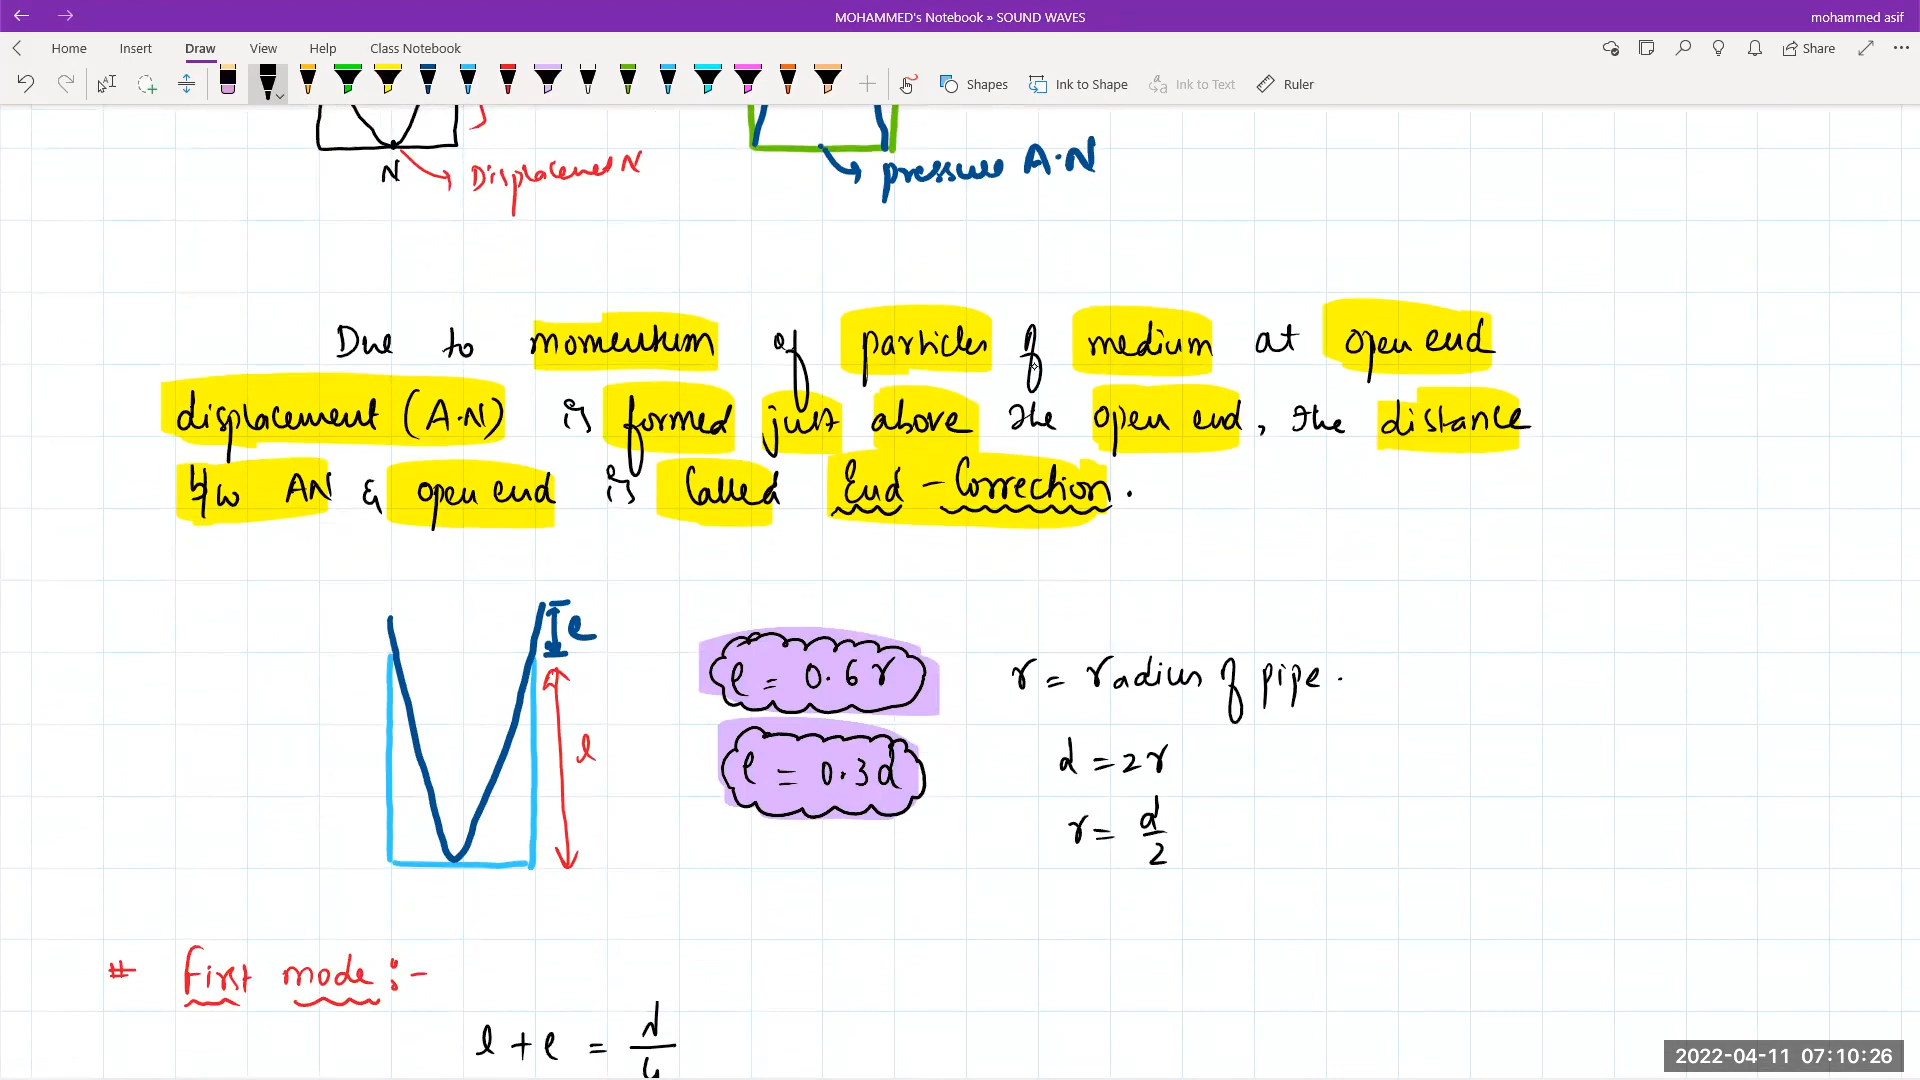 MOHAMMED's Notebook » SOUND WAVES
mohammed asif
Home Insert Draw View Help Class Notebook
Share
Shapes Ink to Shape Ink to Text Ruler
N
Displacement N
pressure A.N
Due to momentum of particles of medium at open end
displacement (A.N) is formed just above the open end, the distance
b/w AN & open end is called End - Correction.
e
l
e = 0.6 r
r = radius of pipe.
e = 0.3d
d = 2r
r = d/2
# First mode :-
l + e = λ/4
2022-04-11 07:10:26